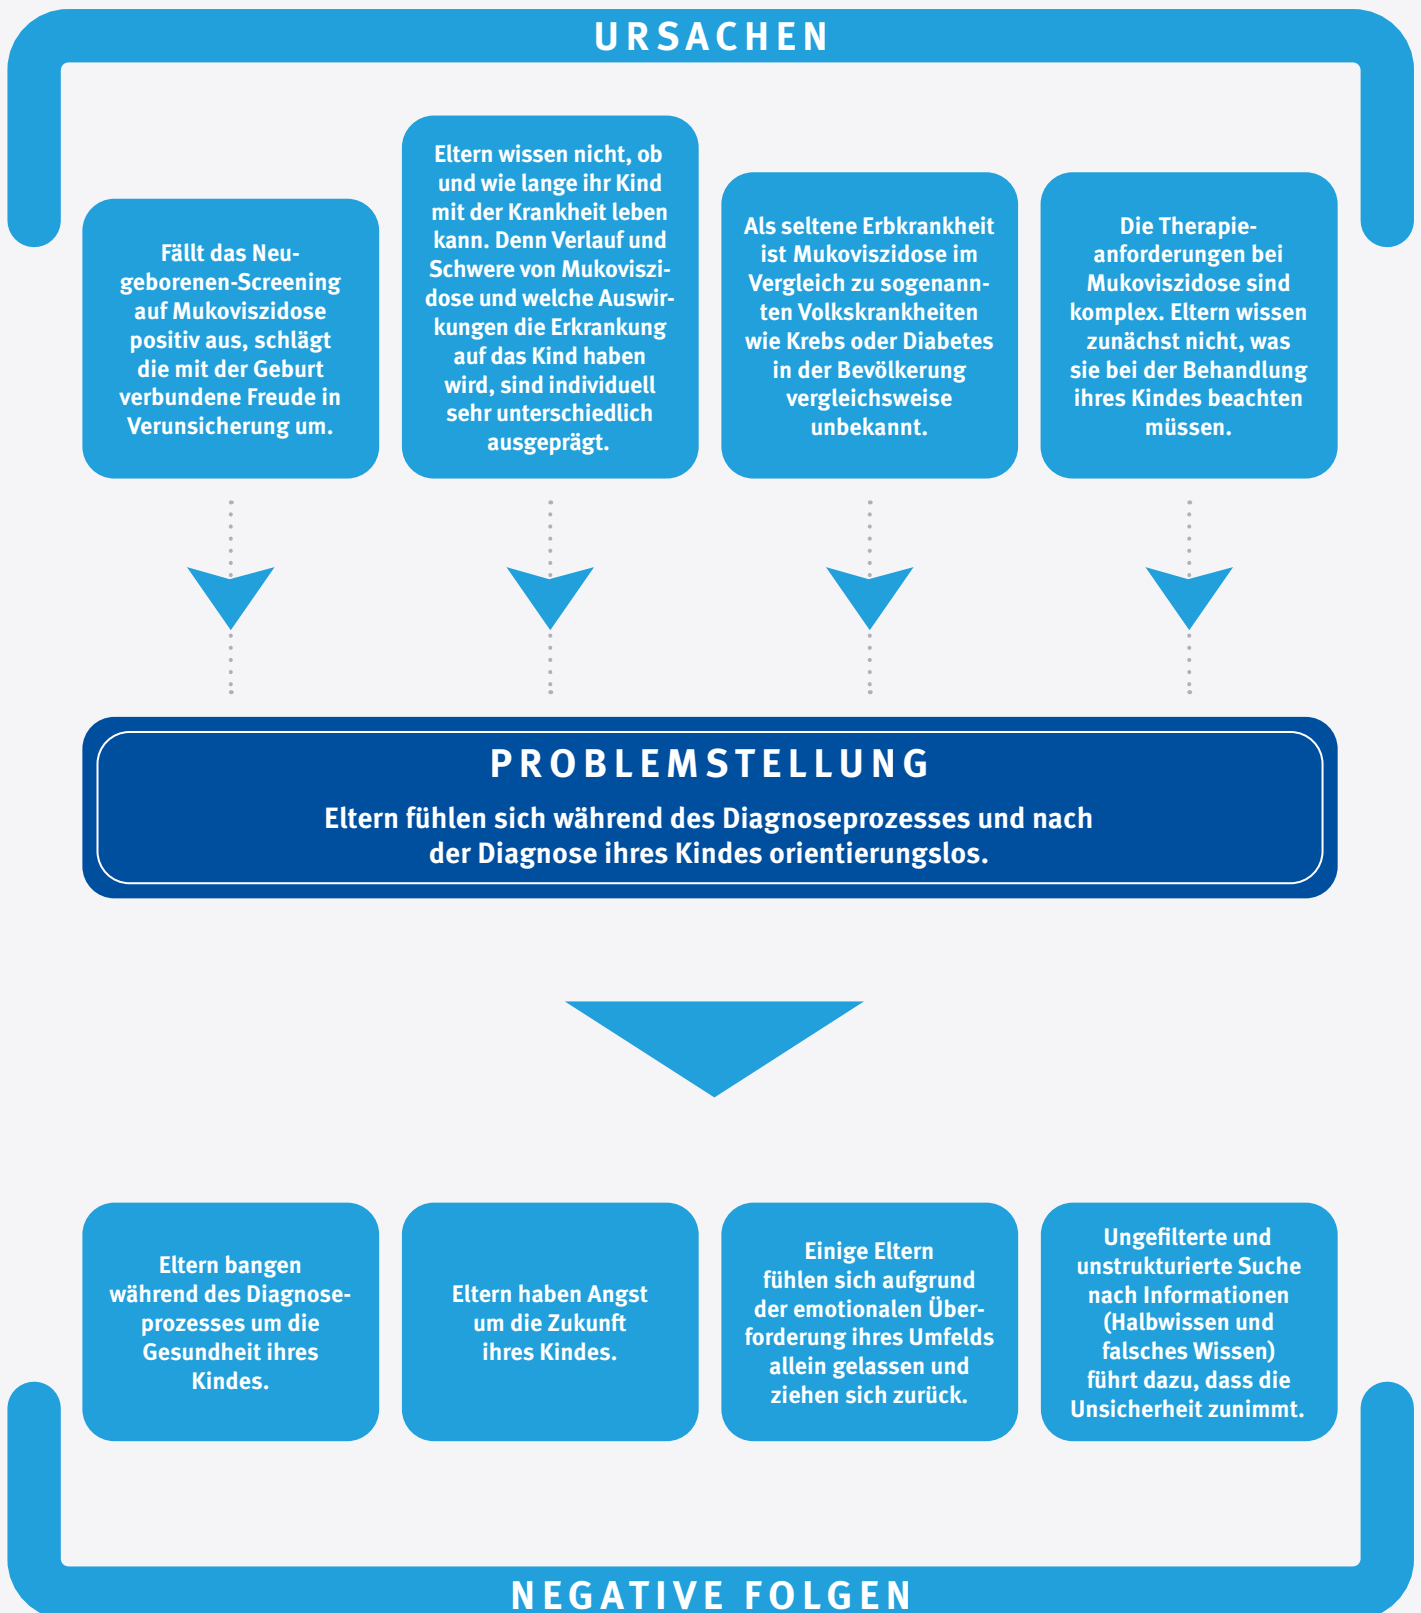 URSACHEN
Fällt das Neu-
geborenen-Screening
auf Mukoviszidose
positiv aus, schlägt
die mit der Geburt
verbundene Freude in
Verunsicherung um.
Eltern wissen nicht, ob
und wie lange ihr Kind
mit der Krankheit leben
kann. Denn Verlauf und
Schwere von Mukoviszi-
dose und welche Auswir-
kungen die Erkrankung
auf das Kind haben
wird, sind individuell
sehr unterschiedlich
ausgeprägt.
Als seltene Erbkrankheit
ist Mukoviszidose im
Vergleich zu sogenann-
ten Volkskrankheiten
wie Krebs oder Diabetes
in der Bevölkerung
vergleichsweise
unbekannt.
Die Therapie-
anforderungen bei
Mukoviszidose sind
komplex. Eltern wissen
zunächst nicht, was
sie bei der Behandlung
ihres Kindes beachten
müssen.
PROBLEMSTELLUNG
Eltern fühlen sich während des Diagnoseprozesses und nach
der Diagnose ihres Kindes orientierungslos.
Eltern bangen
während des Diagnose-
prozesses um die
Gesundheit ihres
Kindes.
Eltern haben Angst
um die Zukunft
ihres Kindes.
Einige Eltern
fühlen sich aufgrund
der emotionalen Über-
forderung ihres Umfelds
allein gelassen und
ziehen sich zurück.
Ungefilterte und
unstrukturierte Suche
nach Informationen
(Halbwissen und
falsches Wissen)
führt dazu, dass die
Unsicherheit zunimmt.
NEGATIVE FOLGEN